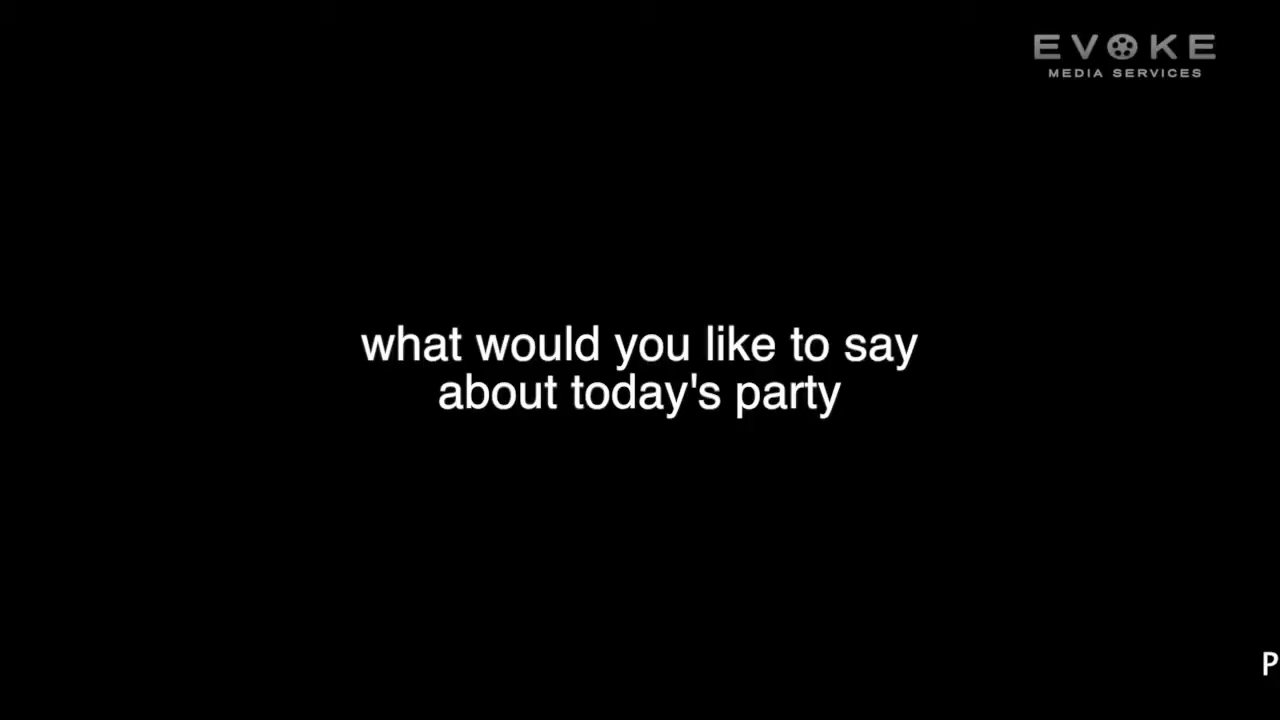 EVOKE
MEDIA SERVICES
what would you like to say
about today's party
P